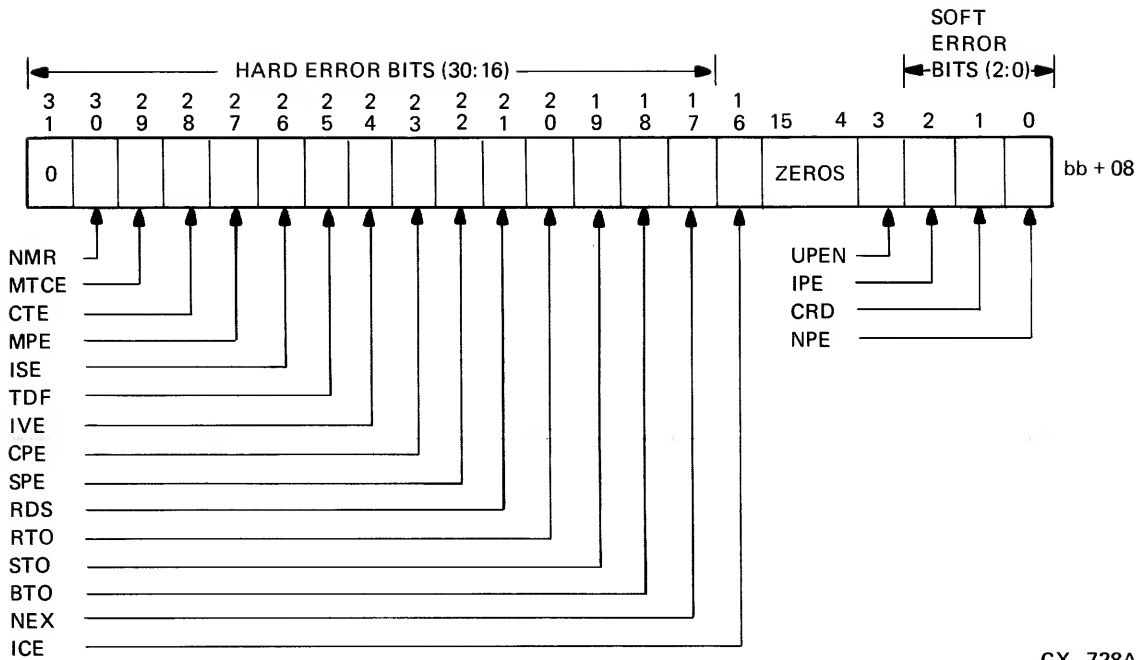 SOFT
ERROR
HARD ERROR BITS (30:16)
BITS (2:0)
3 3 2 2 2 2 2 2 2 2 2 2 1 1 1 1
1 0 9 8 7 6 5 4 3 2 1 0 9 8 7 6 15 4 3 2 1 0
0 ZEROS bb + 08
NMR UPEN
MTCE IPE
CTE CRD
MPE NPE
ISE
TDF
IVE
CPE
SPE
RDS
RTO
STO
BTO
NEX
ICE
CX-728A